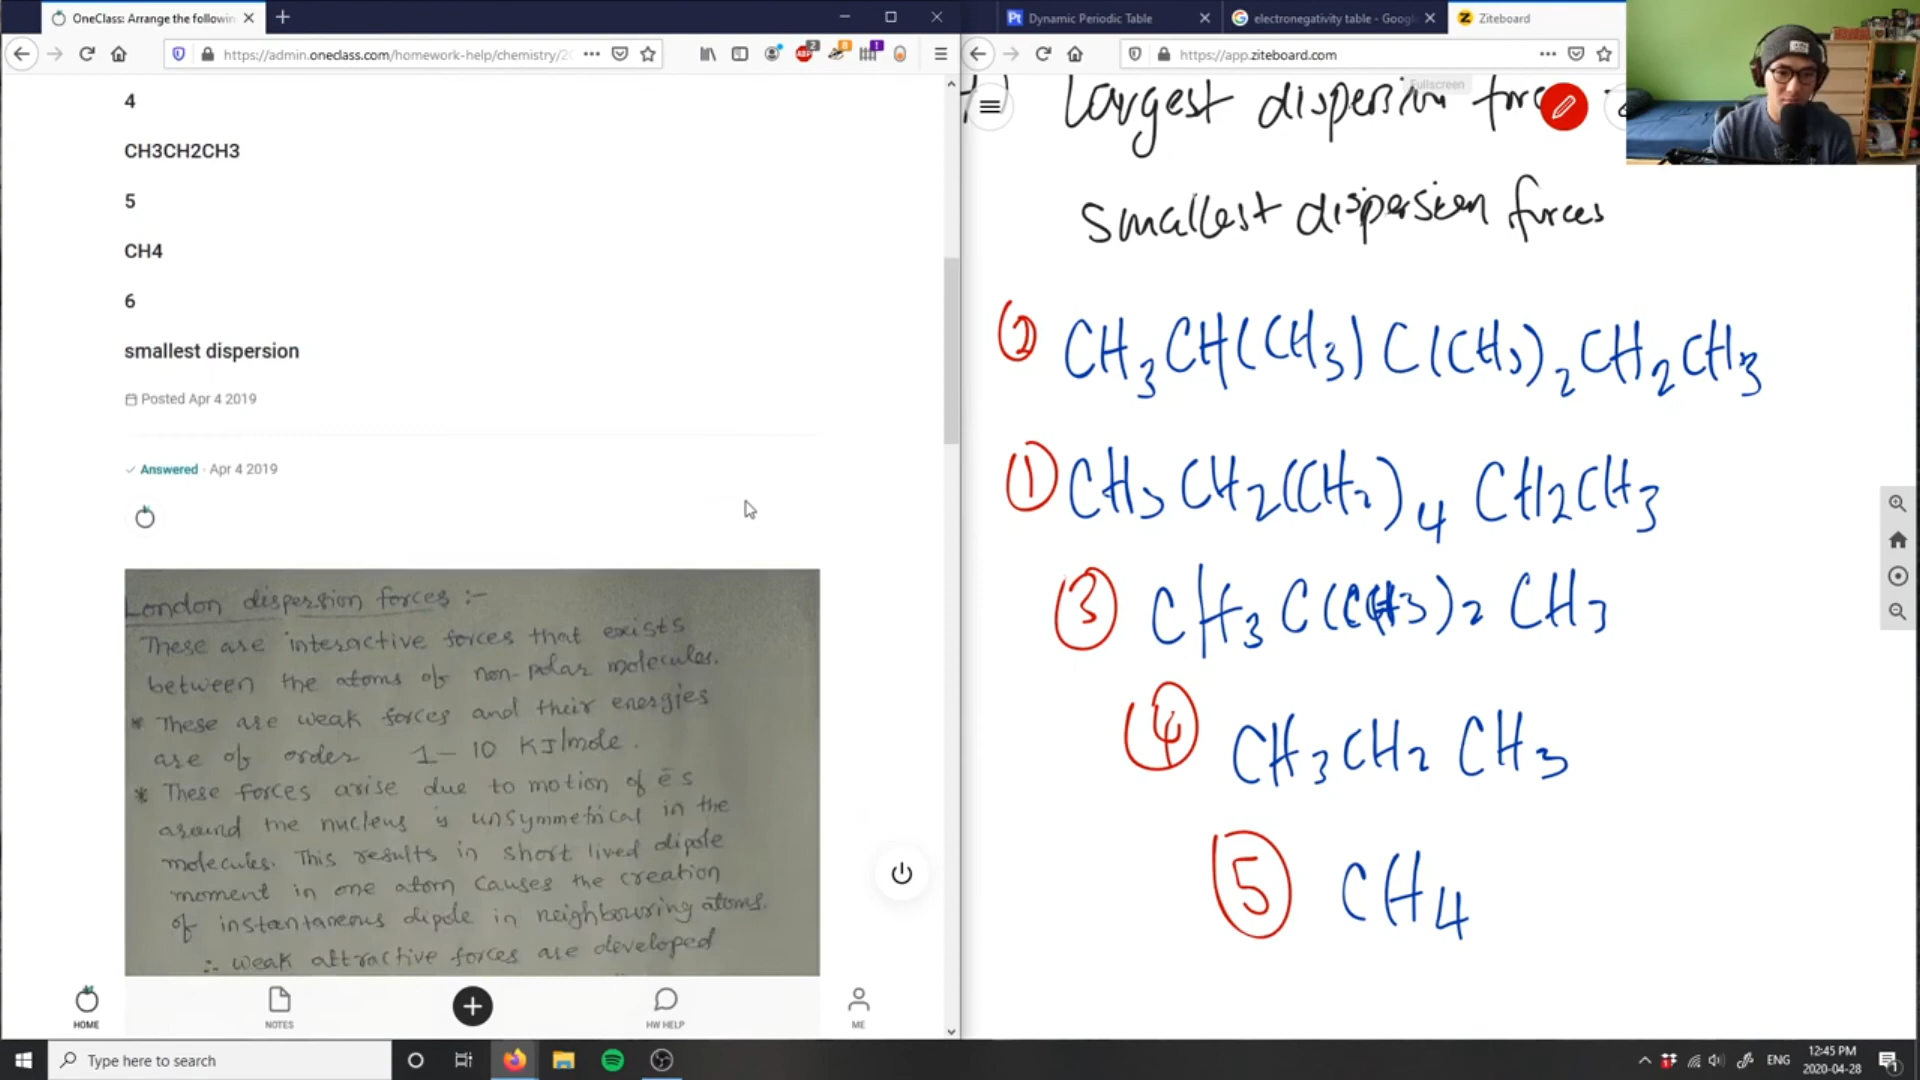 OneClass: Arrange the followin
Dynamic Periodic Table
electronegativity table - Googl
Ziteboard
https://admin.oneclass.com/homework-help/chemistry/20
https://app.ziteboard.com
Fullscreen
4
CH3CH2CH3
5
CH4
6
smallest dispersion
Posted Apr 4 2019
Answered · Apr 4 2019
London dispersion forces :-
These are interactive forces that exists
between the atoms of non-polar molecules.
* These are weak forces and their energies
are of order 1-10 KJ/mole.
* These forces arise due to motion of ēs
around the nucleus is unsymmetrical in the
molecules. This results in short lived dipole
moment in one atom causes the creation
of instantaneous dipole in neighbouring atoms.
∴ weak attractive forces are developed
HOME
NOTES
HW HELP
ME
Largest dispersion forc
smallest dispersion forces
② CH3CH(CH3)C(CH3)2CH2CH3
① CH3CH2(CH2)4CH2CH3
③ CH3C(CH3)2CH3
④ CH3CH2CH3
⑤ CH4
Type here to search
ENG
12:45 PM
2020-04-28